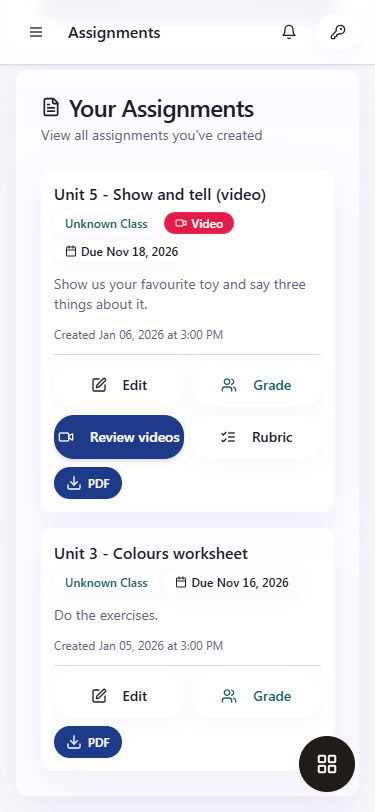 Assignments
Your Assignments
View all assignments you've created
Unit 5 - Show and tell (video)
Unknown Class
Video
Due Nov 18, 2026
Show us your favourite toy and say three
things about it.
Created Jan 06, 2026 at 3:00 PM
Edit
Grade
Review videos
Rubric
PDF
Unit 3 - Colours worksheet
Unknown Class
Due Nov 16, 2026
Do the exercises.
Created Jan 05, 2026 at 3:00 PM
Edit
Grade
PDF